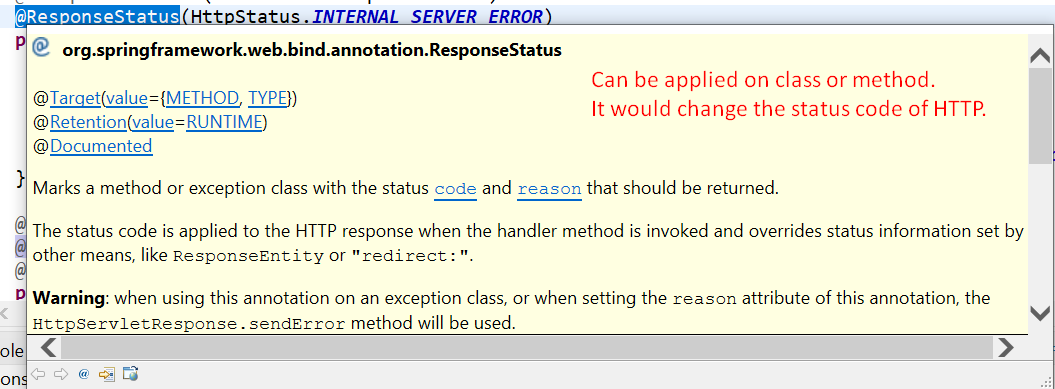 @ResponseStatus(HttpStatus.INTERNAL_SERVER_ERROR)
p
@ org.springframework.web.bind.annotation.ResponseStatus
Can be applied on class or method.
It would change the status code of HTTP.
@Target(value={METHOD, TYPE})
@Retention(value=RUNTIME)
@Documented
Marks a method or exception class with the status code and reason that should be returned.
}
The status code is applied to the HTTP response when the handler method is invoked and overrides status information set by
other means, like ResponseEntity or "redirect:".
@
@
@
p
Warning: when using this annotation on an exception class, or when setting the reason attribute of this annotation, the
HttpServletResponse.sendError method will be used.
ole
ons
@